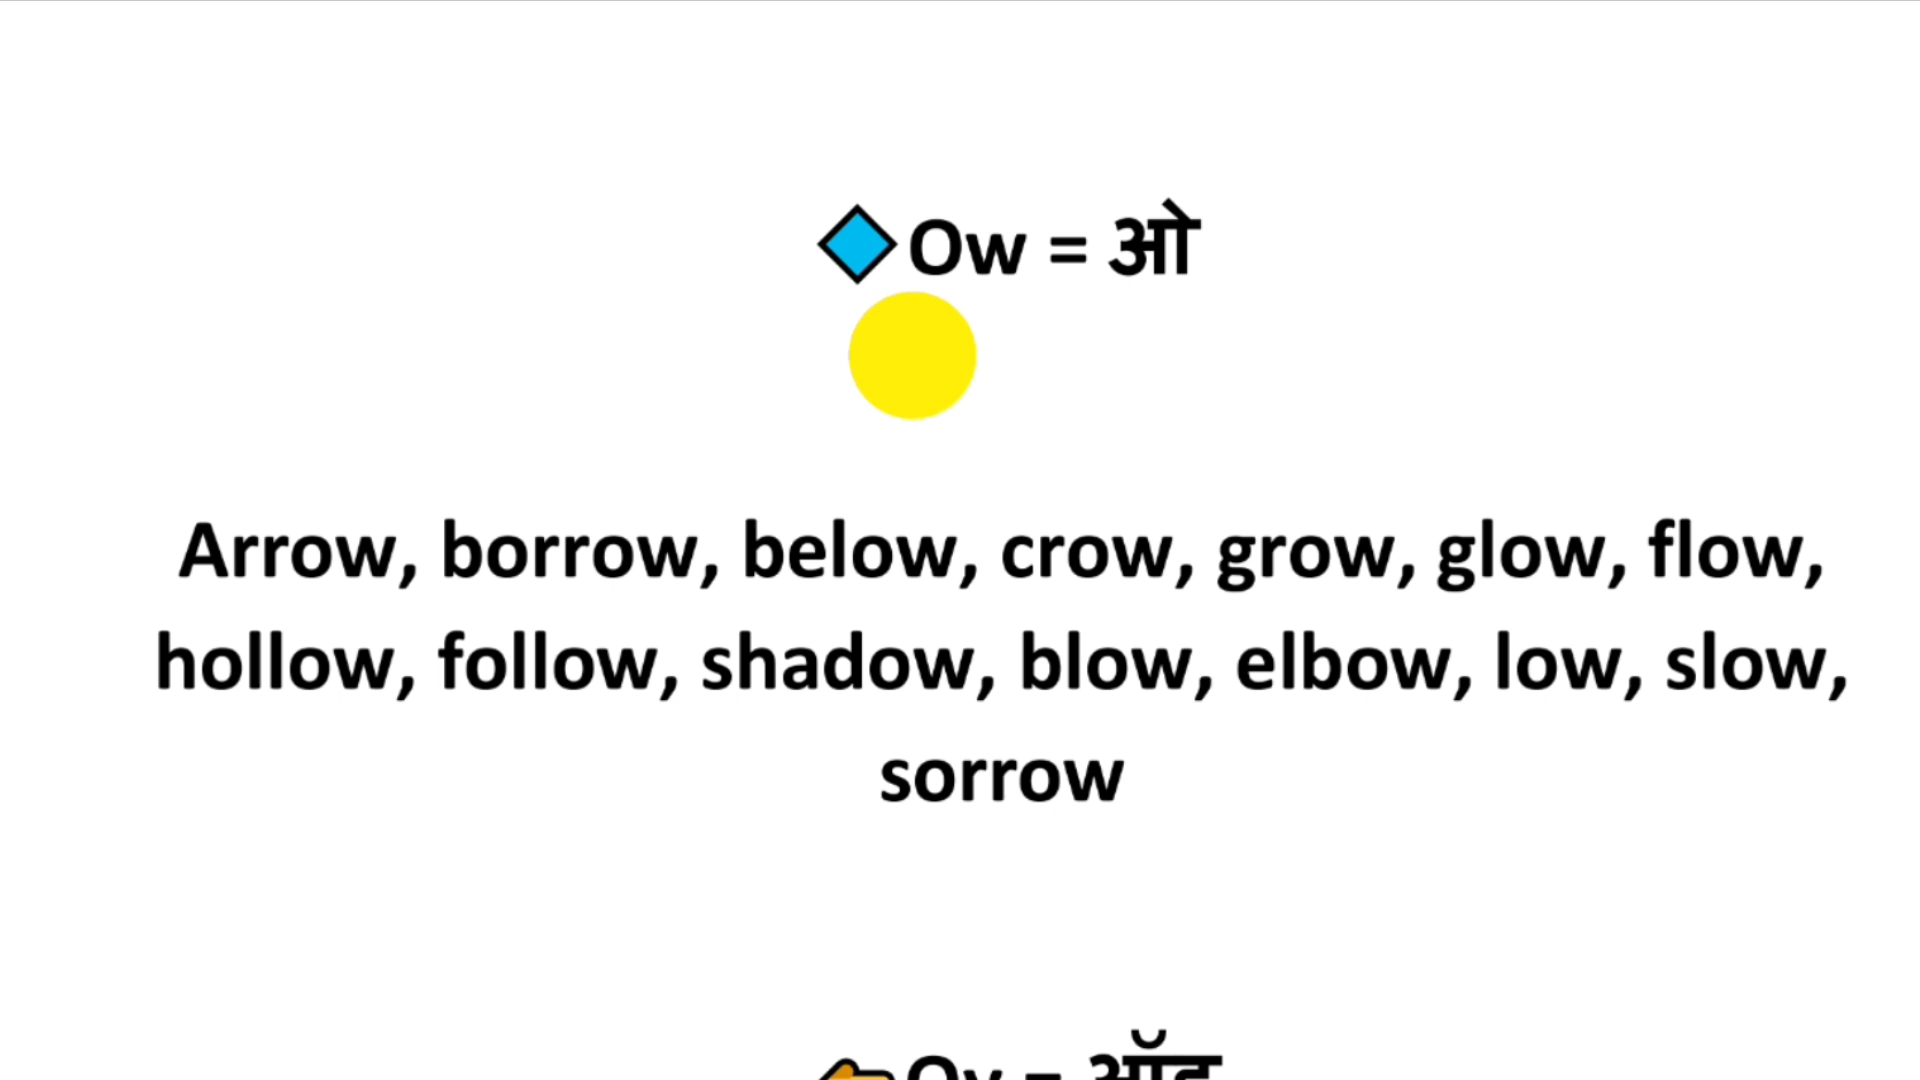 Ow = ओ
Arrow, borrow, below, crow, grow, glow, flow,
hollow, follow, shadow, blow, elbow, low, slow,
sorrow